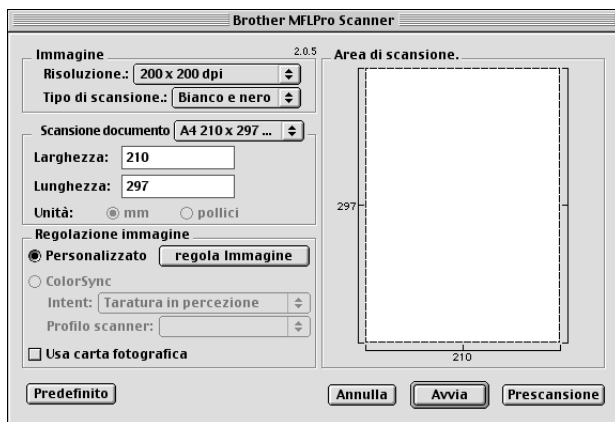 Brother MFLPro Scanner
Immagine
2.0.5
Risoluzione.: 200 x 200 dpi
Tipo di scansione.: Bianco e nero
Scansione documento A4 210 x 297 ...
Larghezza: 210
Lunghezza: 297
Unità: mm pollici
Regolazione immagine
Personalizzato regola Immagine
ColorSync
Intent: Taratura in percezione
Profilo scanner:
Usa carta fotografica
Area di scansione.
297
210
Predefinito
Annulla
Avvia
Prescansione